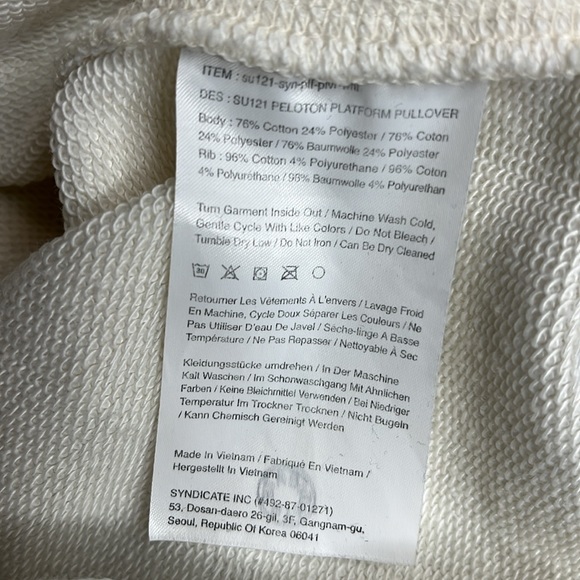 ITEM : su121-syn-plf-plvr-wht
DES : SU121 PELOTON PLATFORM PULLOVER
Body : 76% Cotton 24% Polyester / 76% Coton
24% Polyester / 76% Baumwolle 24% Polyester
Rib : 96% Cotton 4% Polyurethane / 96% Coton
4% Polyuréthane / 96% Baumwolle 4% Polyurethan
Turn Garment Inside Out / Machine Wash Cold,
Gentle Cycle With Like Colors / Do Not Bleach /
Tumble Dry Low / Do Not Iron / Can Be Dry Cleaned
30
Retourner Les Vétements À L'envers / Lavage Froid
En Machine, Cycle Doux Séparer Les Couleurs / Ne
Pas Utiliser D'eau De Javel / Sèche-linge A Basse
Température / Ne Pas Repasser / Nettoyable À Sec
Kleidungsstücke umdrehen / In Der Maschine
Kalt Waschen / Im Schonwaschgang Mit Ähnlichen
Farben / Keine Bleichmittel Verwenden / Bei Niedriger
Temperatur Im Trockner Trocknen / Nicht Bugeln
/ Kann Chemisch Gereinigt Werden
Made In Vietnam / Fabriqué En Vietnam /
Hergestellt In Vietnam
SYNDICATE INC (#492-87-01271)
53, Dosan-daero 26-gil, 3F, Gangnam-gu,
Seoul, Republic Of Korea 06041